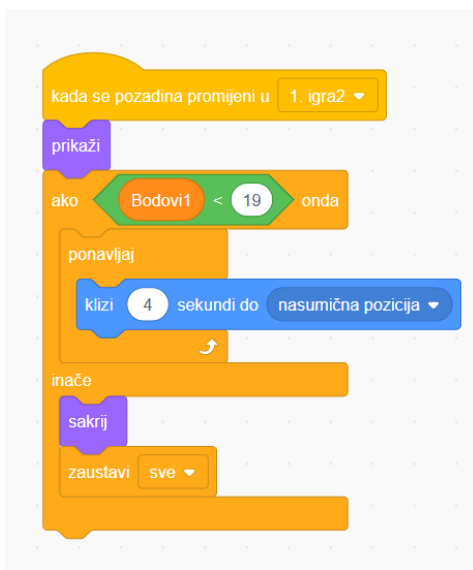 kada se pozadina promijeni u 1. igra2
prikaži
ako Bodovi1 < 19 onda
ponavljaj
klizi 4 sekundi do nasumična pozicija
inače
sakrij
zaustavi sve